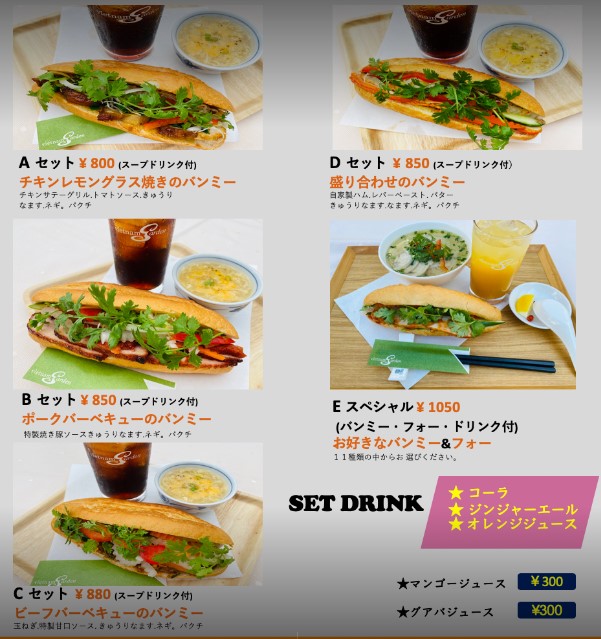 A セット ¥800 (スープドリンク付)
チキンレモングラス焼きのバンミー
チキンサテーグリル.トマトソース.きゅうり
なます.ネギ。パクチ
B セット ¥850 (スープドリンク付)
ポークバーベキューのバンミー
特製焼き豚ソースきゅうりなます.ネギ。パクチ
C セット ¥880 (スープドリンク付)
ビーフバーベキューのバンミー
玉ねぎ.特製甘口ソース.きゅうりなます.ネギ。パクチ
D セット ¥850 (スープドリンク付)
盛り合わせのバンミー
自家製ハム.レバーペースト.バター
きゅうりなます.なます.ネギ。パクチ
E スペシャル ¥1050
(バンミー・フォー・ドリンク付)
お好きなバンミー&フォー
11種類の中からお選びください。
SET DRINK
★ コーラ
★ ジンジャーエール
★ オレンジジュース
★マンゴージュース ¥300
★グアバジュース ¥300